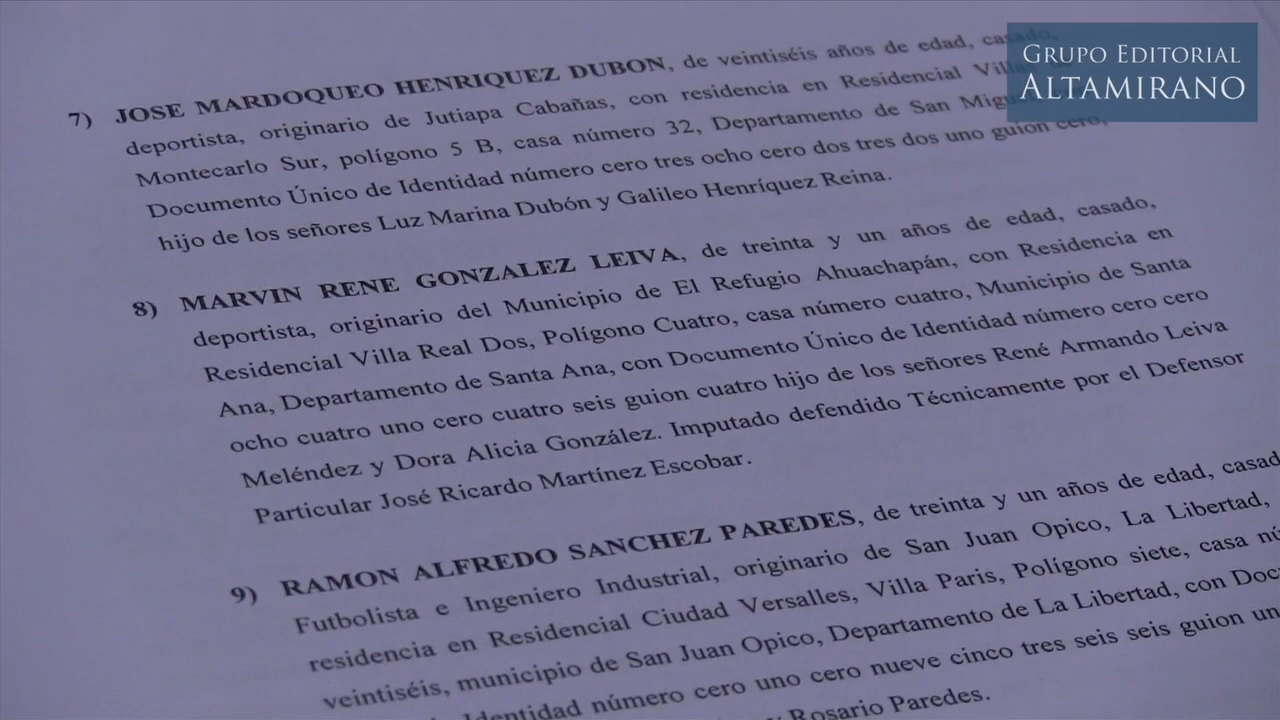 GRUPO EDITORIAL
ALTAMIRANO
7) JOSE MARDOQUEO HENRIQUEZ DUBON, de veintiséis años de edad, casado,
deportista, originario de Jutiapa Cabañas, con residencia en Residencial
Montecarlo Sur, polígono 5 B, casa número 32, Departamento de San
Documento Único de Identidad número cero tres ocho cero dos tres dos uno guion cero,
hijo de los señores Luz Marina Dubón y Galileo Henríquez Reina.
8) MARVIN RENE GONZALEZ LEIVA, de treinta y un años de edad, casado,
deportista, originario del Municipio de El Refugio Ahuachapán, con Residencia en
Residencial Villa Real Dos, Polígono Cuatro, casa número cuatro, Municipio de Santa
Ana, Departamento de Santa Ana, con Documento Único de Identidad número cero cero
ocho cuatro uno cero cuatro seis guion cuatro hijo de los señores René Armando Leiva
Meléndez y Dora Alicia González. Imputado defendido Técnicamente por el Defensor
Particular José Ricardo Martínez Escobar.
9) RAMON ALFREDO SANCHEZ PAREDES, de treinta y un años de edad, casad
Futbolista e Ingeniero Industrial, originario de San Juan Opico, La Libertad,
residencia en Residencial Ciudad Versalles, Villa Paris, Polígono siete, casa nú
veintiséis, municipio de San Juan Opico, Departamento de La Libertad, con Doc
Identidad número cero uno cero nueve cinco tres seis seis guion un
y Rosario Paredes.